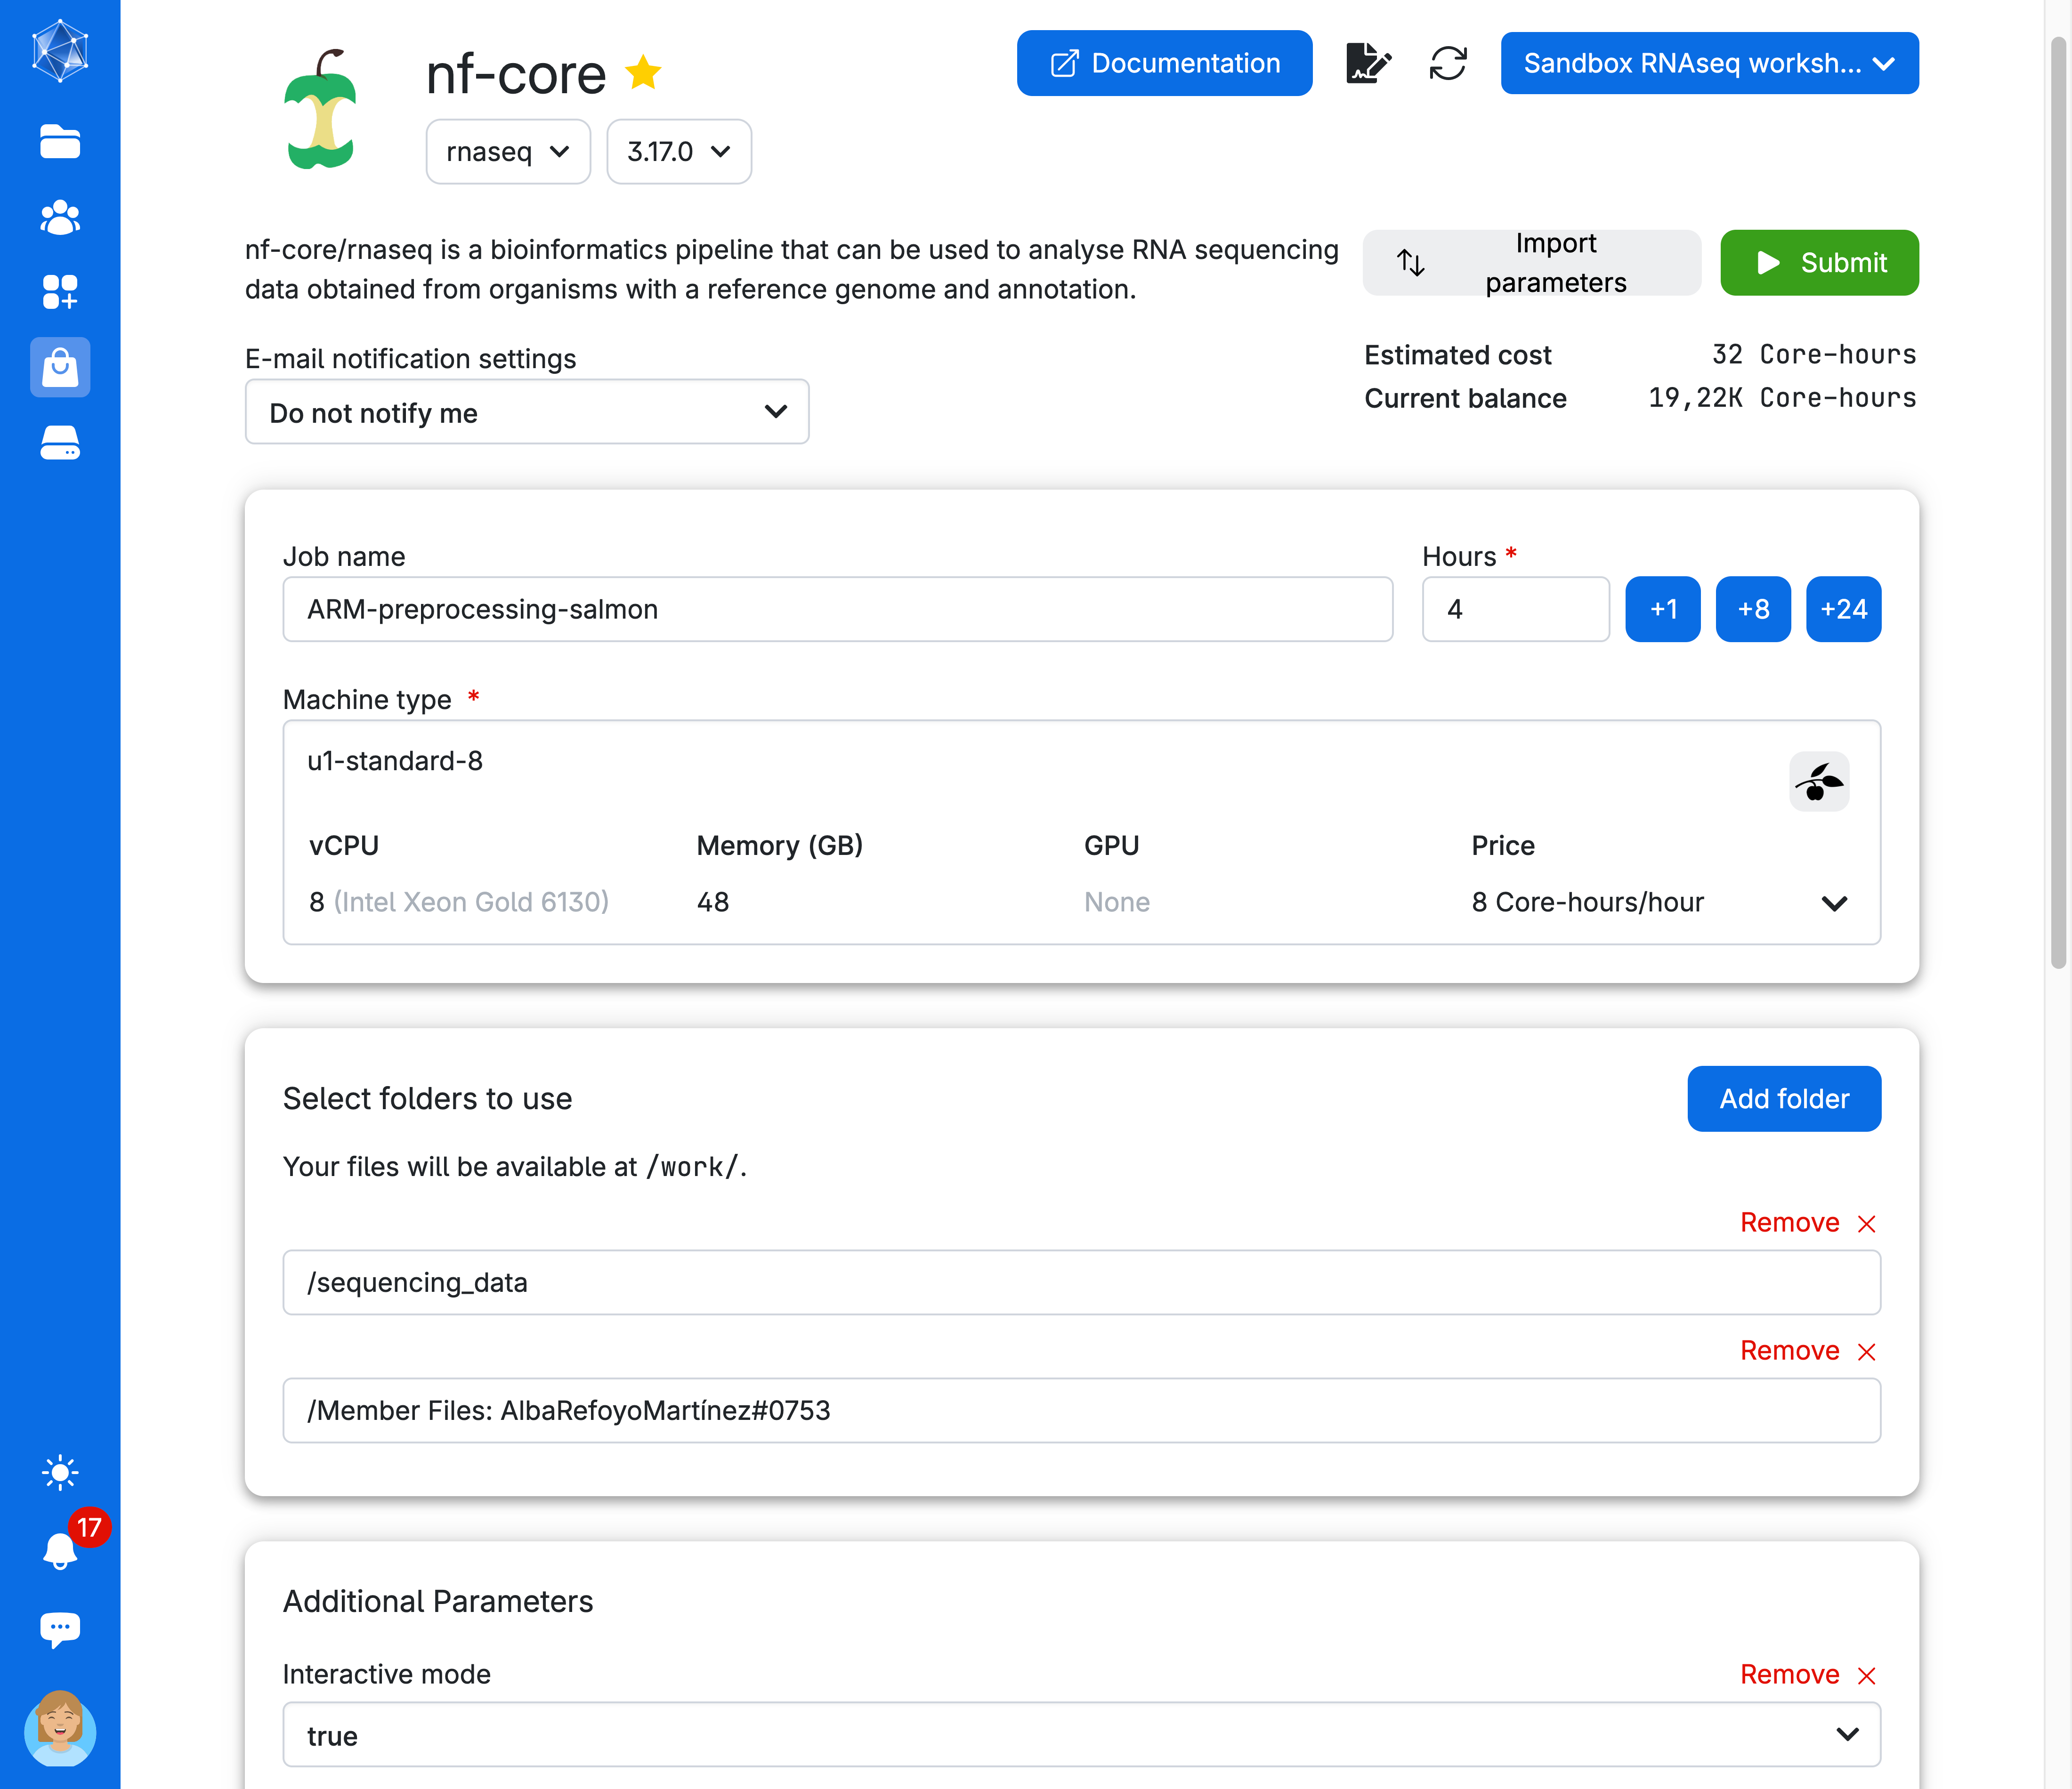 nf-core
Documentation
Sandbox RNAseq worksh...
rnaseq
3.17.0
nf-core/rnaseq is a bioinformatics pipeline that can be used to analyse RNA sequencing
data obtained from organisms with a reference genome and annotation.
Import
parameters
Submit
E-mail notification settings
Do not notify me
Estimated cost 32 Core-hours
Current balance 19,22K Core-hours
Job name
ARM-preprocessing-salmon
Hours *
4
+1
+8
+24
Machine type *
u1-standard-8
vCPU Memory (GB) GPU Price
8 (Intel Xeon Gold 6130) 48 None 8 Core-hours/hour
Select folders to use
Add folder
Your files will be available at /work/.
Remove
/sequencing_data
Remove
/Member Files: AlbaRefoyoMartínez#0753
Additional Parameters
Interactive mode
Remove
true
17